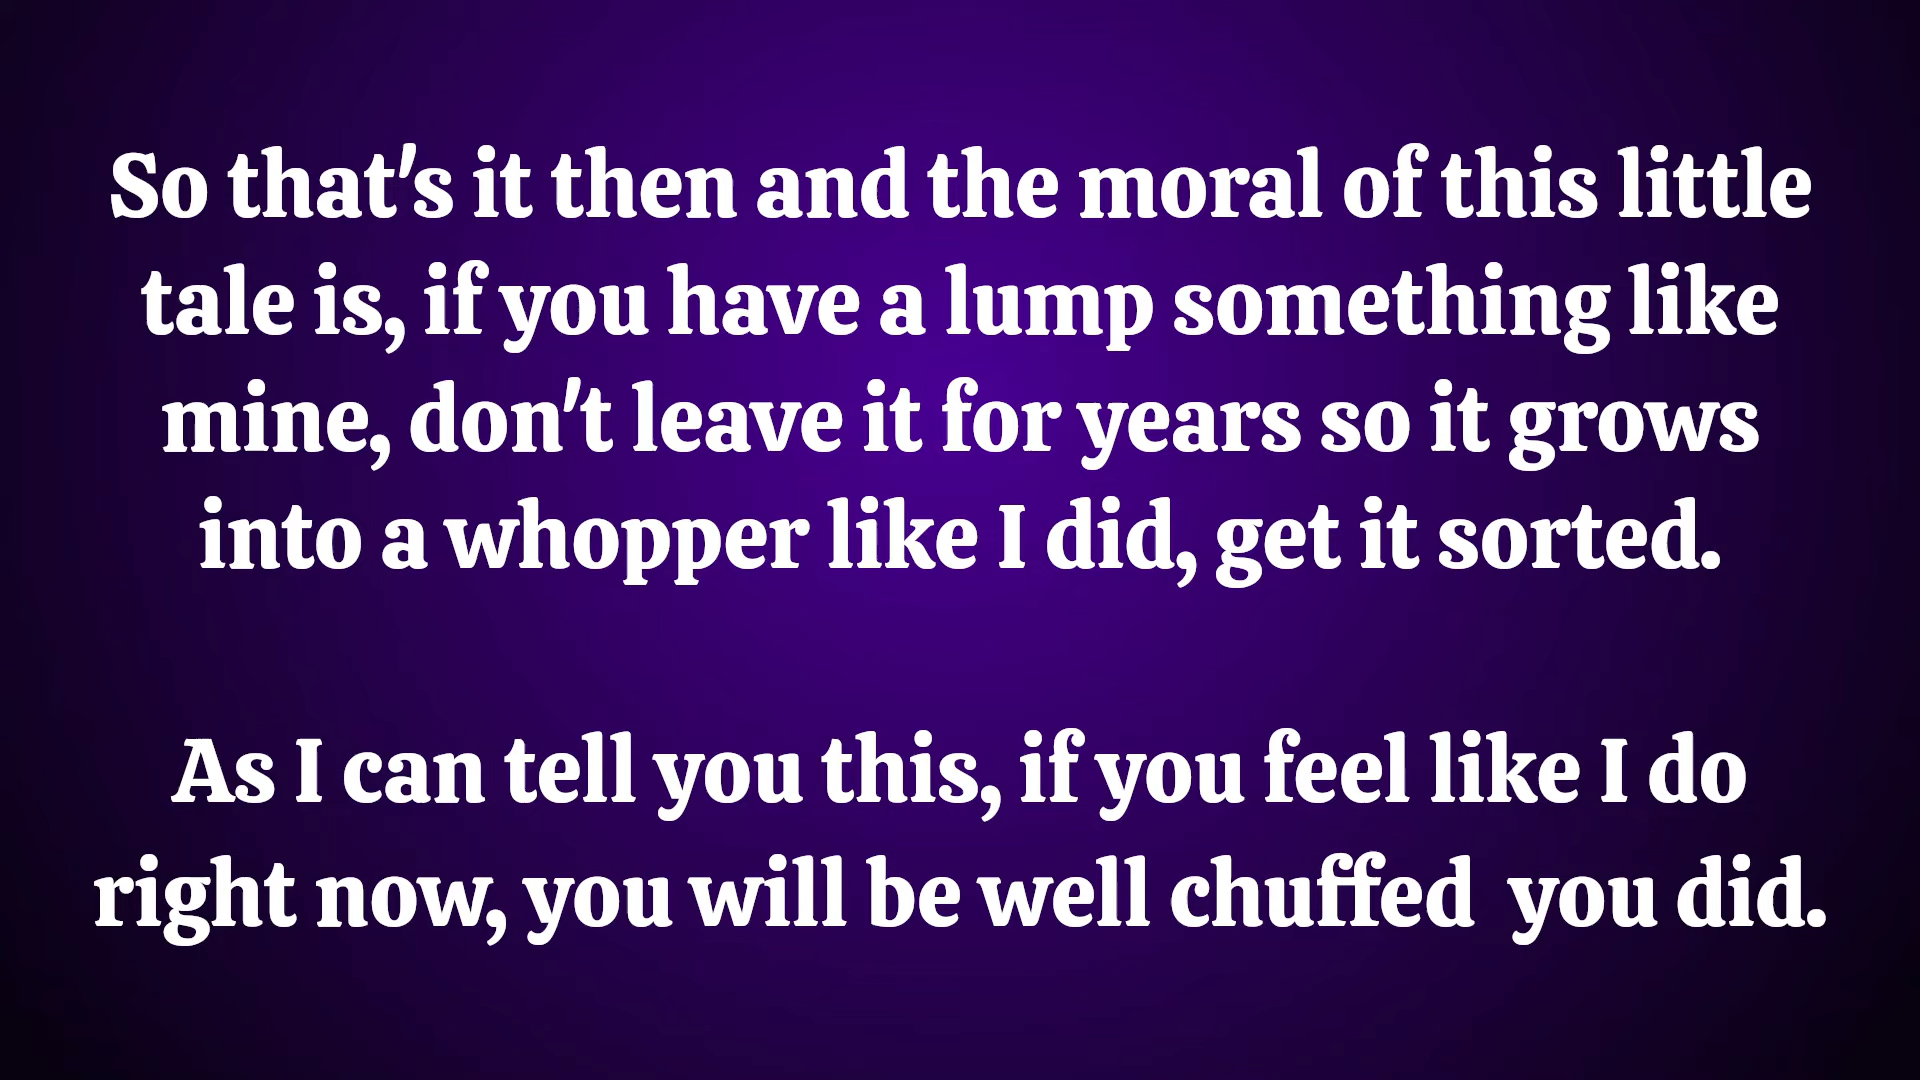 So that's it then and the moral of this little
tale is, if you have a lump something like
mine, don't leave it for years so it grows
into a whopper like I did, get it sorted.
As I can tell you this, if you feel like I do
right now, you will be well chuffed  you did.